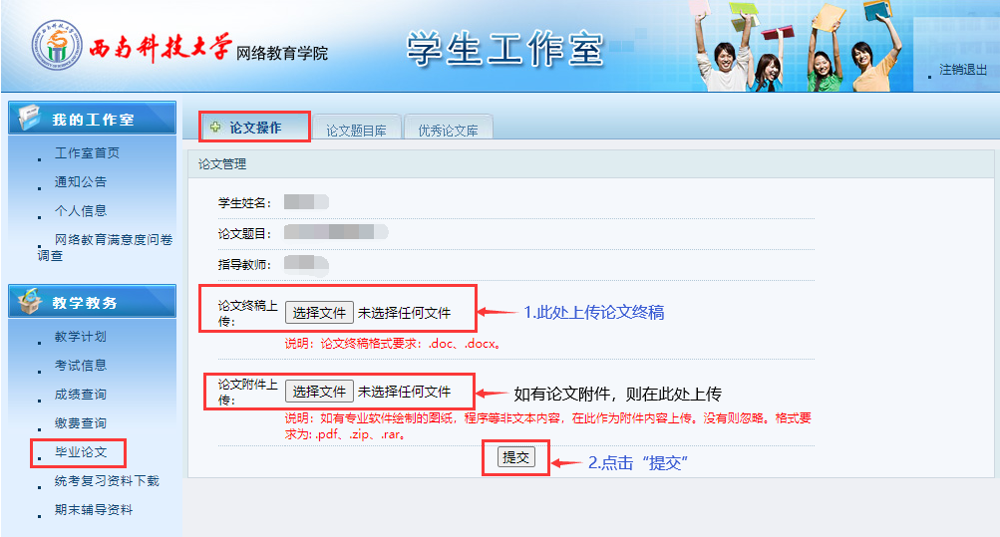 西南科技大学 网络教育学院
学生工作室
注销退出
我的工作室
工作室首页
通知公告
个人信息
网络教育满意度问卷
调查
教学教务
教学计划
考试信息
成绩查询
缴费查询
毕业论文
统考复习资料下载
期末辅导资料
论文操作 论文题目库 优秀论文库
论文管理
学生姓名：
论文题目：
指导教师：
论文终稿上
传：
选择文件 未选择任何文件
1.此处上传论文终稿
说明：论文终稿格式要求：.doc、.docx。
论文附件上
传：
选择文件 未选择任何文件
如有论文附件，则在此处上传
说明：如有专业软件绘制的图纸，程序等非文本内容，在此作为附件内容上传。没有则忽略。格式要
求为: .pdf、.zip、.rar。
提交
2.点击“提交”